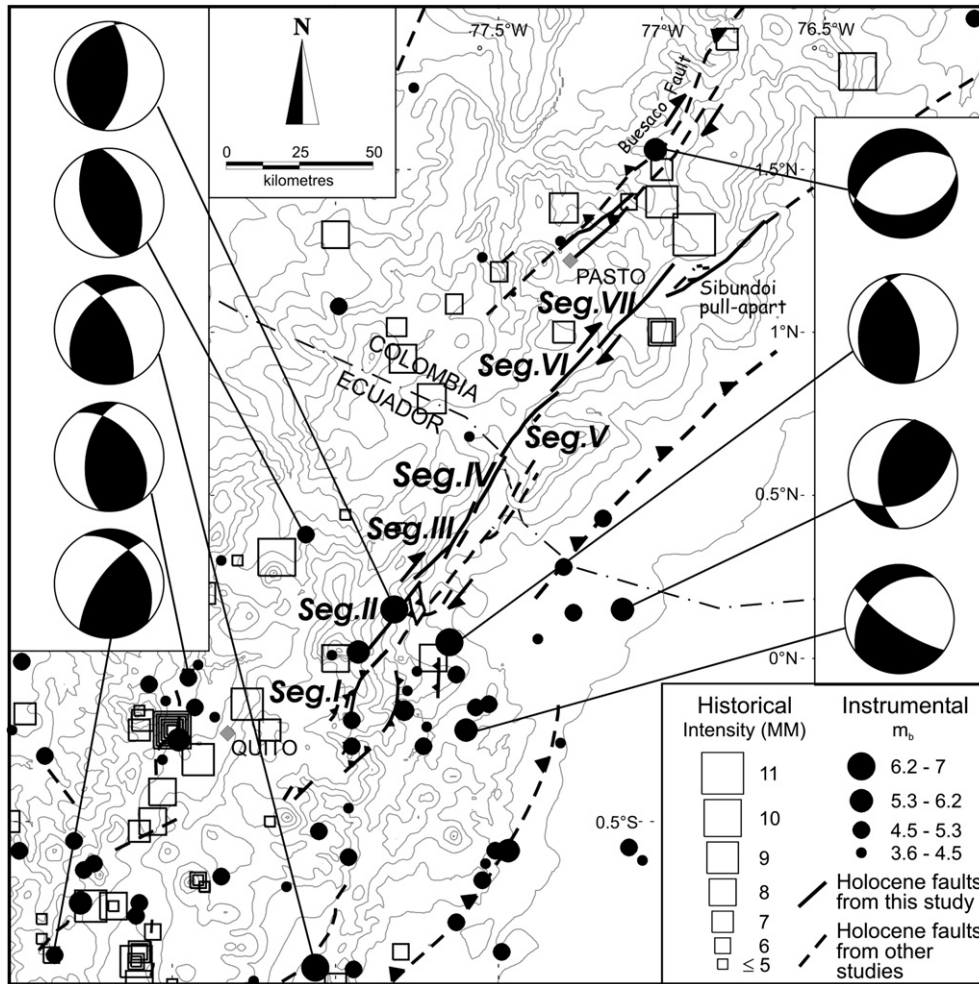 77.5°W
77°W
76.5°W
N
0
25
50
kilometres
Buesaco Fault
1.5°N
PASTO
Sibundoi
pull-apart
Seg.VII
1°N
Seg.VI
COLOMBIA
ECUADOR
Seg.V
Seg.IV
0.5°N
Seg.III
Seg.II
0°N
Seg.I
QUITO
0.5°S
Historical
Intensity (MM)
11
10
9
8
7
6
≤ 5
Instrumental
mb
6.2 - 7
5.3 - 6.2
4.5 - 5.3
3.6 - 4.5
Holocene faults
from this study
Holocene faults
from other
studies